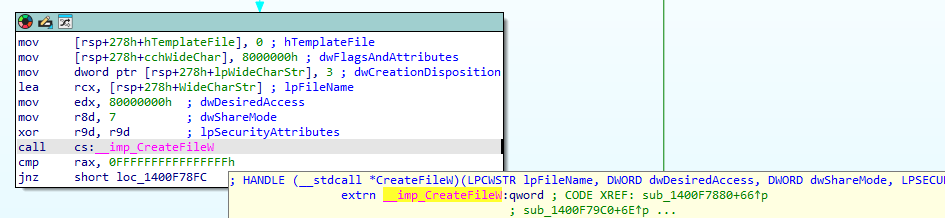 mov     [rsp+278h+hTemplateFile], 0 ; hTemplateFile
mov     [rsp+278h+cchWideChar], 8000000h ; dwFlagsAndAttributes
mov     dword ptr [rsp+278h+lpWideCharStr], 3 ; dwCreationDisposition
lea     rcx, [rsp+278h+WideCharStr] ; lpFileName
mov     edx, 80000000h  ; dwDesiredAccess
mov     r8d, 7          ; dwShareMode
xor     r9d, r9d        ; lpSecurityAttributes
call    cs:__imp_CreateFileW
cmp     rax, 0FFFFFFFFFFFFFFFFh
jnz     short loc_1400F78FC
; HANDLE (__stdcall *CreateFileW)(LPCWSTR lpFileName, DWORD dwDesiredAccess, DWORD dwShareMode, LPSECUR
extrn __imp_CreateFileW:qword ; CODE XREF: sub_1400F7880+66↑p
; sub_1400F79C0+6E↑p ...